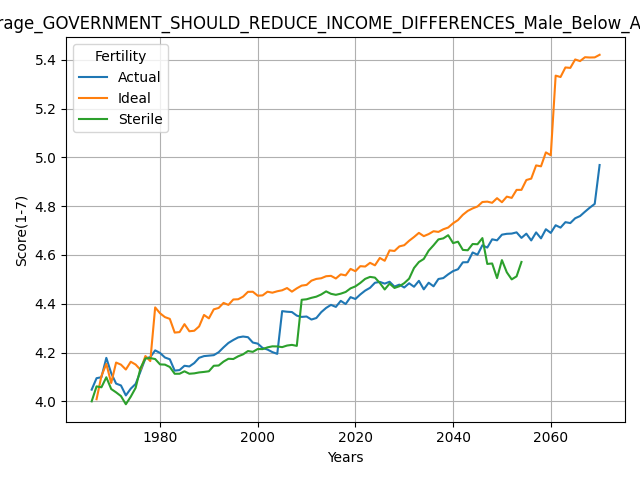 rage_GOVERNMENT_SHOULD_REDUCE_INCOME_DIFFERENCES_Male_Below_A
Fertility
Actual
Ideal
Sterile
5.4
5.2
5.0
4.8
4.6
4.4
4.2
4.0
Score(1-7)
1980
2000
2020
2040
2060
Years